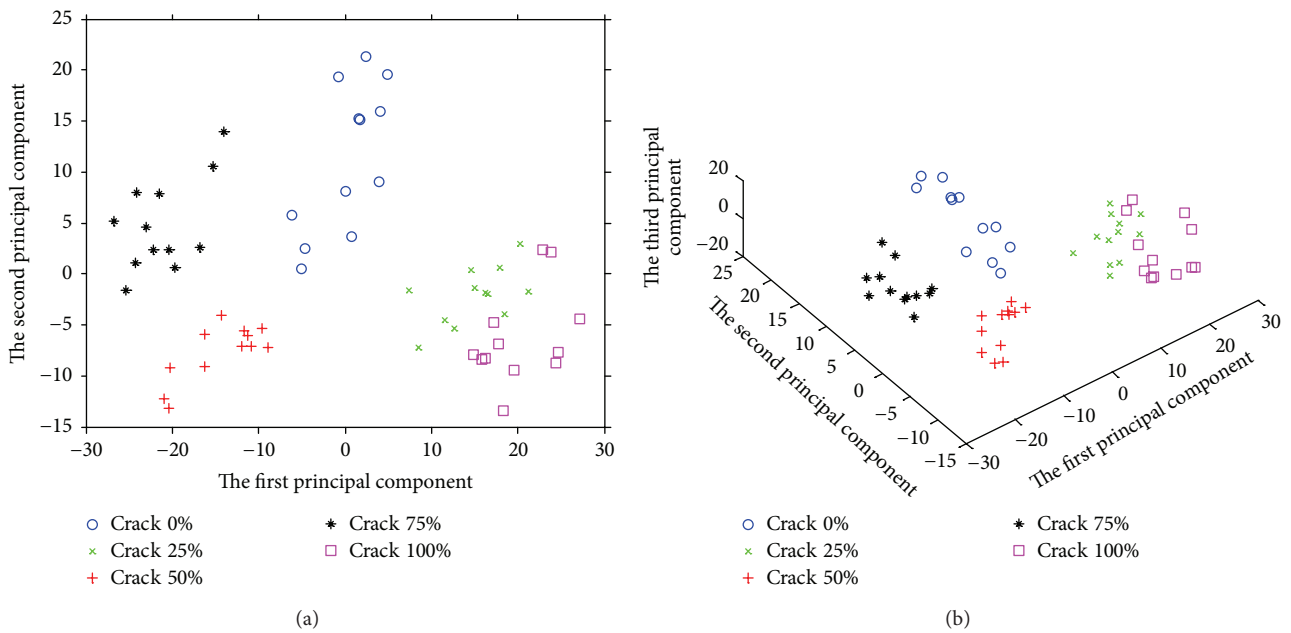 25
20
15
10
5
0
−5
−10
−15
The second principal component
−30
−20
−10
0
10
20
30
The first principal component
Crack 0%
Crack 25%
Crack 50%
Crack 75%
Crack 100%
(a)
The third principal
component
20
0
−20
25
20
15
10
5
0
−5
−10
−15
The second principal component
−30
−20
−10
0
10
20
30
The first principal component
Crack 0%
Crack 25%
Crack 50%
Crack 75%
Crack 100%
(b)